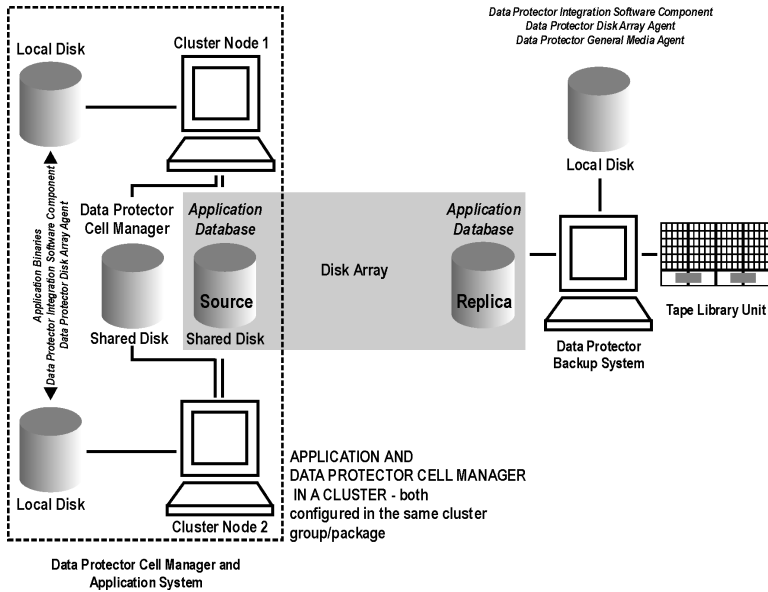 Data Protector Integration Software Component
Data Protector Disk Array Agent
Data Protector General Media Agent
Local Disk
Cluster Node 1
Local Disk
Application Binaries
Data Protector Integration Software Component
Data Protector Disk Array Agent
Data Protector
Cell Manager
Shared Disk
Application
Database
Source
Shared Disk
Disk Array
Application
Database
Replica
Data Protector
Backup System
Tape Library Unit
Local Disk
Cluster Node 2
APPLICATION AND
DATA PROTECTOR CELL MANAGER
IN A CLUSTER - both
configured in the same cluster
group/package
Data Protector Cell Manager and
Application System